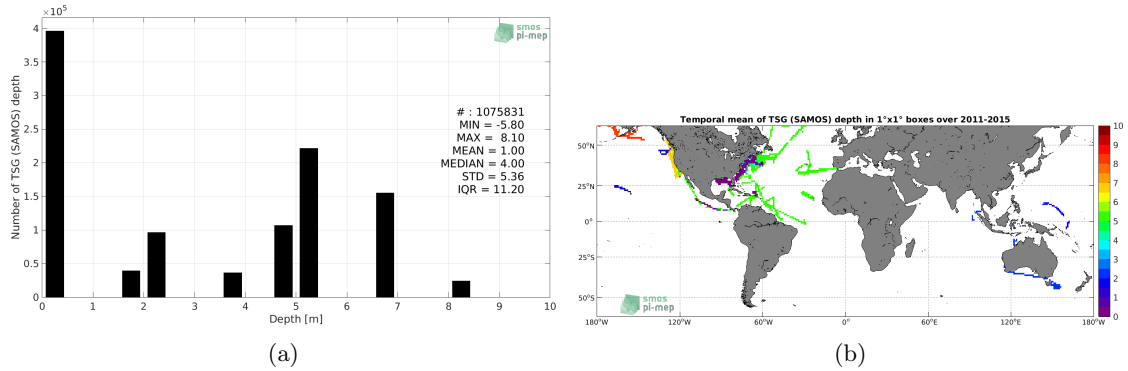 ×10⁵
4
3.5
3
2.5
2
1.5
1
0.5
0
Number of TSG (SAMOS) depth
smos
pi-mep
# : 1075831
MIN = -5.80
MAX = 8.10
MEAN = 1.00
MEDIAN = 4.00
STD = 5.36
IQR = 11.20
0 1 2 3 4 5 6 7 8 9 10
Depth [m]
(a)
Temporal mean of TSG (SAMOS) depth in 1°x1° boxes over 2011-2015
50°N
25°N
0°
25°S
50°S
180°W 120°W 60°W 0° 60°E 120°E 180°W
smos
pi-mep
10
9
8
7
6
5
4
3
2
1
0
(b)